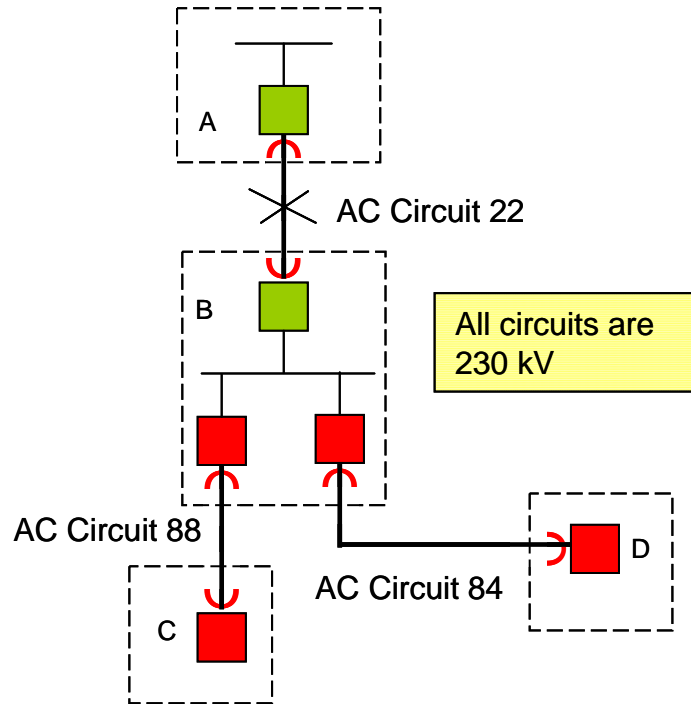 A
AC Circuit 22
B
All circuits are
230 kV
AC Circuit 88
D
AC Circuit 84
C